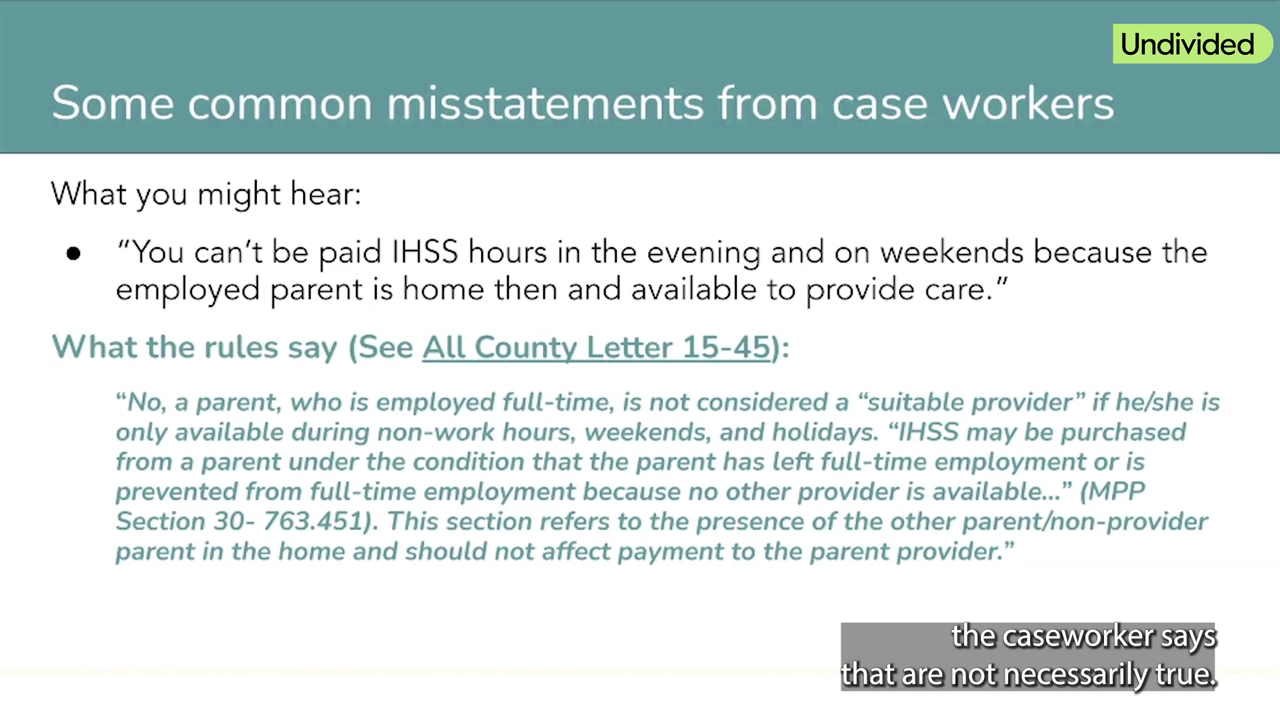 Undivided
Some common misstatements from case workers
What you might hear:
● “You can’t be paid IHSS hours in the evening and on weekends because the
employed parent is home then and available to provide care.”
What the rules say (See All County Letter 15-45):
“No, a parent, who is employed full-time, is not considered a “suitable provider” if he/she is
only available during non-work hours, weekends, and holidays. “IHSS may be purchased
from a parent under the condition that the parent has left full-time employment or is
prevented from full-time employment because no other provider is available…” (MPP
Section 30- 763.451). This section refers to the presence of the other parent/non-provider
parent in the home and should not affect payment to the parent provider.”
the caseworker says
that are not necessarily true.